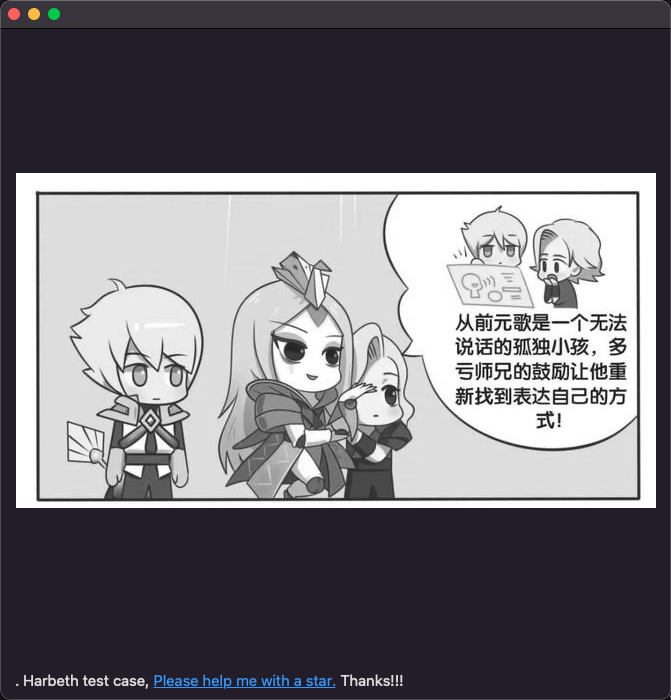 从前元歌是一个无法
说话的孤独小孩，多
亏师兄的鼓励让他重
新找到表达自己的方
式！
. Harbeth test case, Please help me with a star. Thanks!!!